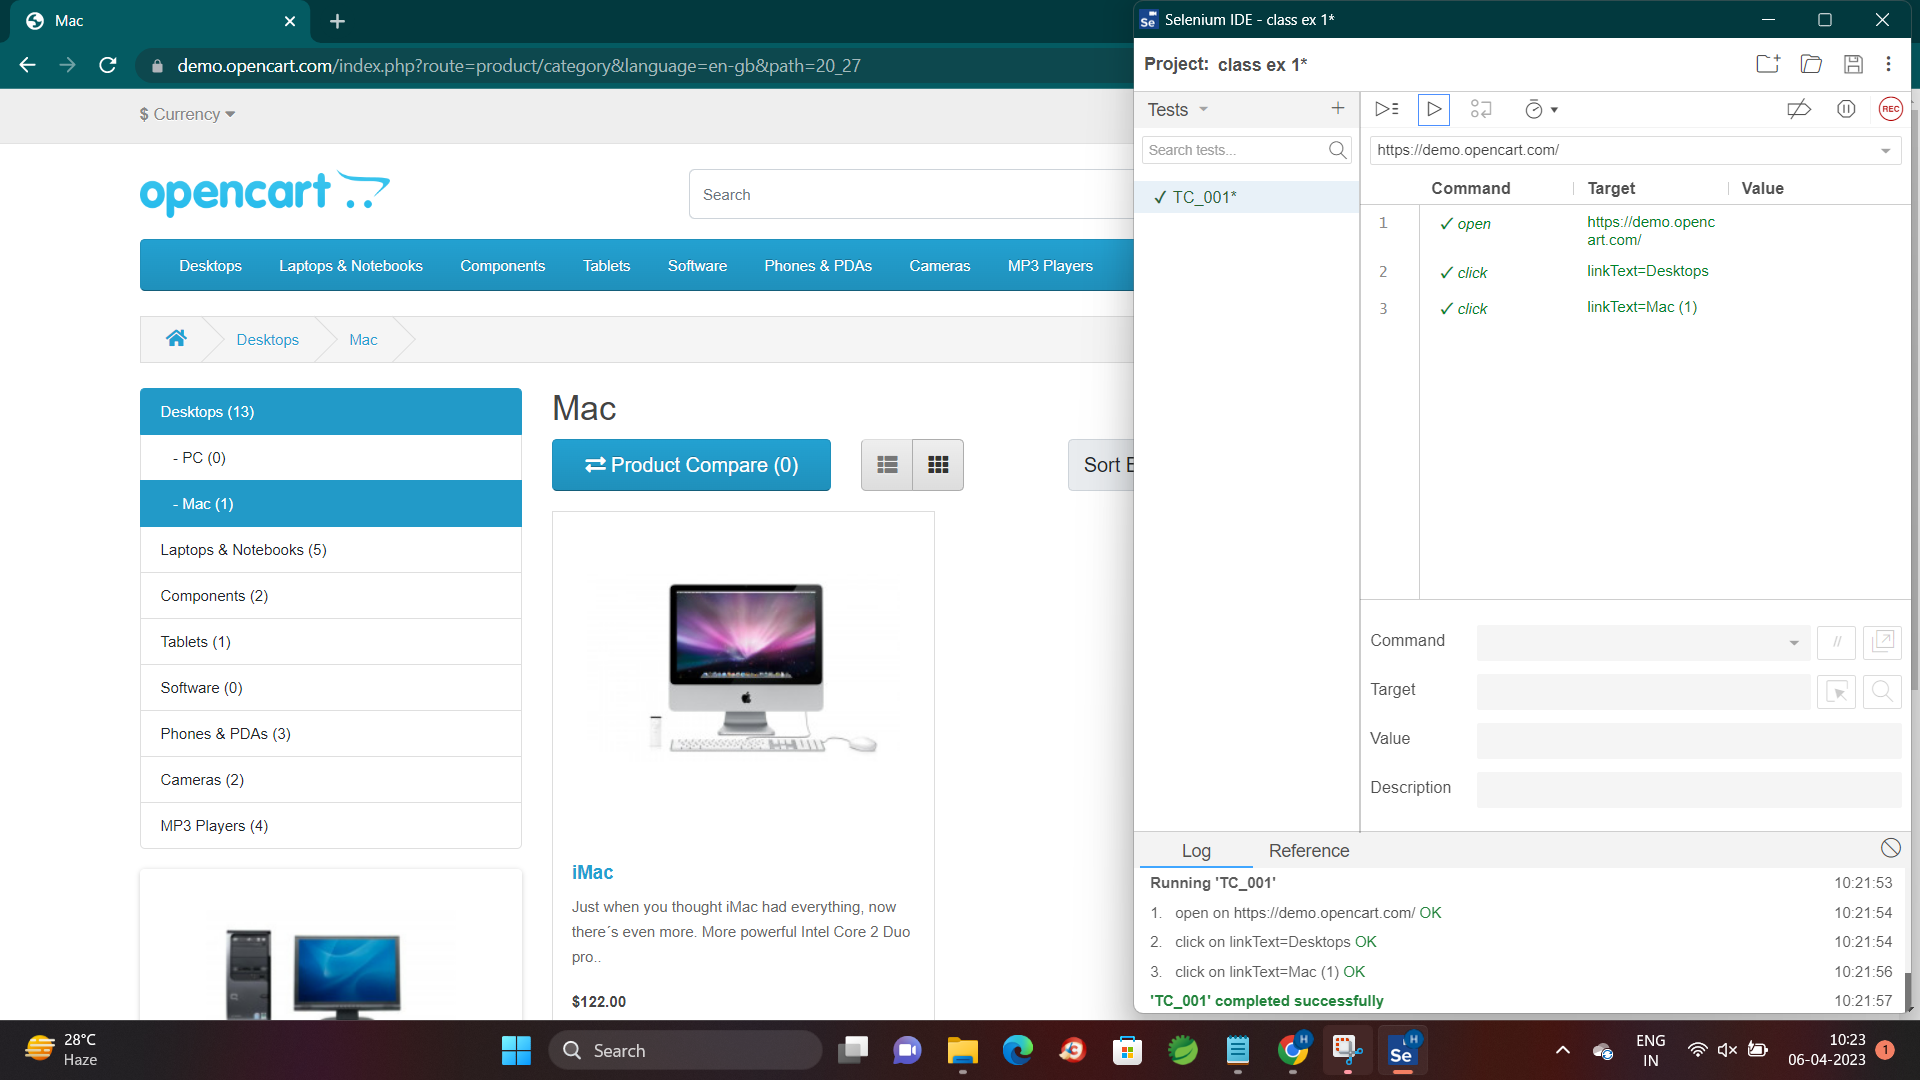 Mac
demo.opencart.com/index.php?route=product/category&language=en-gb&path=20_27
$ Currency
opencart
Search
Desktops Laptops & Notebooks Components Tablets Software Phones & PDAs Cameras MP3 Players
Desktops Mac
Desktops (13)
- PC (0)
- Mac (1)
Laptops & Notebooks (5)
Components (2)
Tablets (1)
Software (0)
Phones & PDAs (3)
Cameras (2)
MP3 Players (4)
Mac
Product Compare (0)
Sort
iMac
Just when you thought iMac had everything, now
there´s even more. More powerful Intel Core 2 Duo
pro..
$122.00
Se Selenium IDE - class ex 1*
Project: class ex 1*
Tests
REC
Search tests...
https://demo.opencart.com/
✓ TC_001*
Command Target Value
1 ✓ open https://demo.openc
art.com/
2 ✓ click linkText=Desktops
3 ✓ click linkText=Mac (1)
Command
//
Target
Value
Description
Log Reference
Running 'TC_001' 10:21:53
1. open on https://demo.opencart.com/ OK 10:21:54
2. click on linkText=Desktops OK 10:21:54
3. click on linkText=Mac (1) OK 10:21:56
'TC_001' completed successfully 10:21:57
28°C
Haze
Search
H
Se H
ENG
IN
10:23
06-04-2023
1